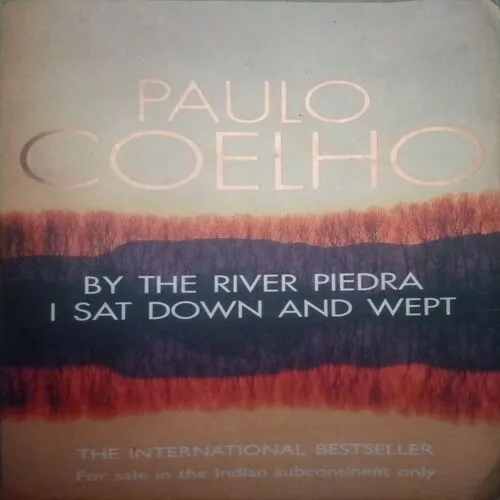 PAULO
COELHO
BY THE RIVER PIEDRA
I SAT DOWN AND WEPT
THE INTERNATIONAL BESTSELLER
For sale in the Indian subcontinent only